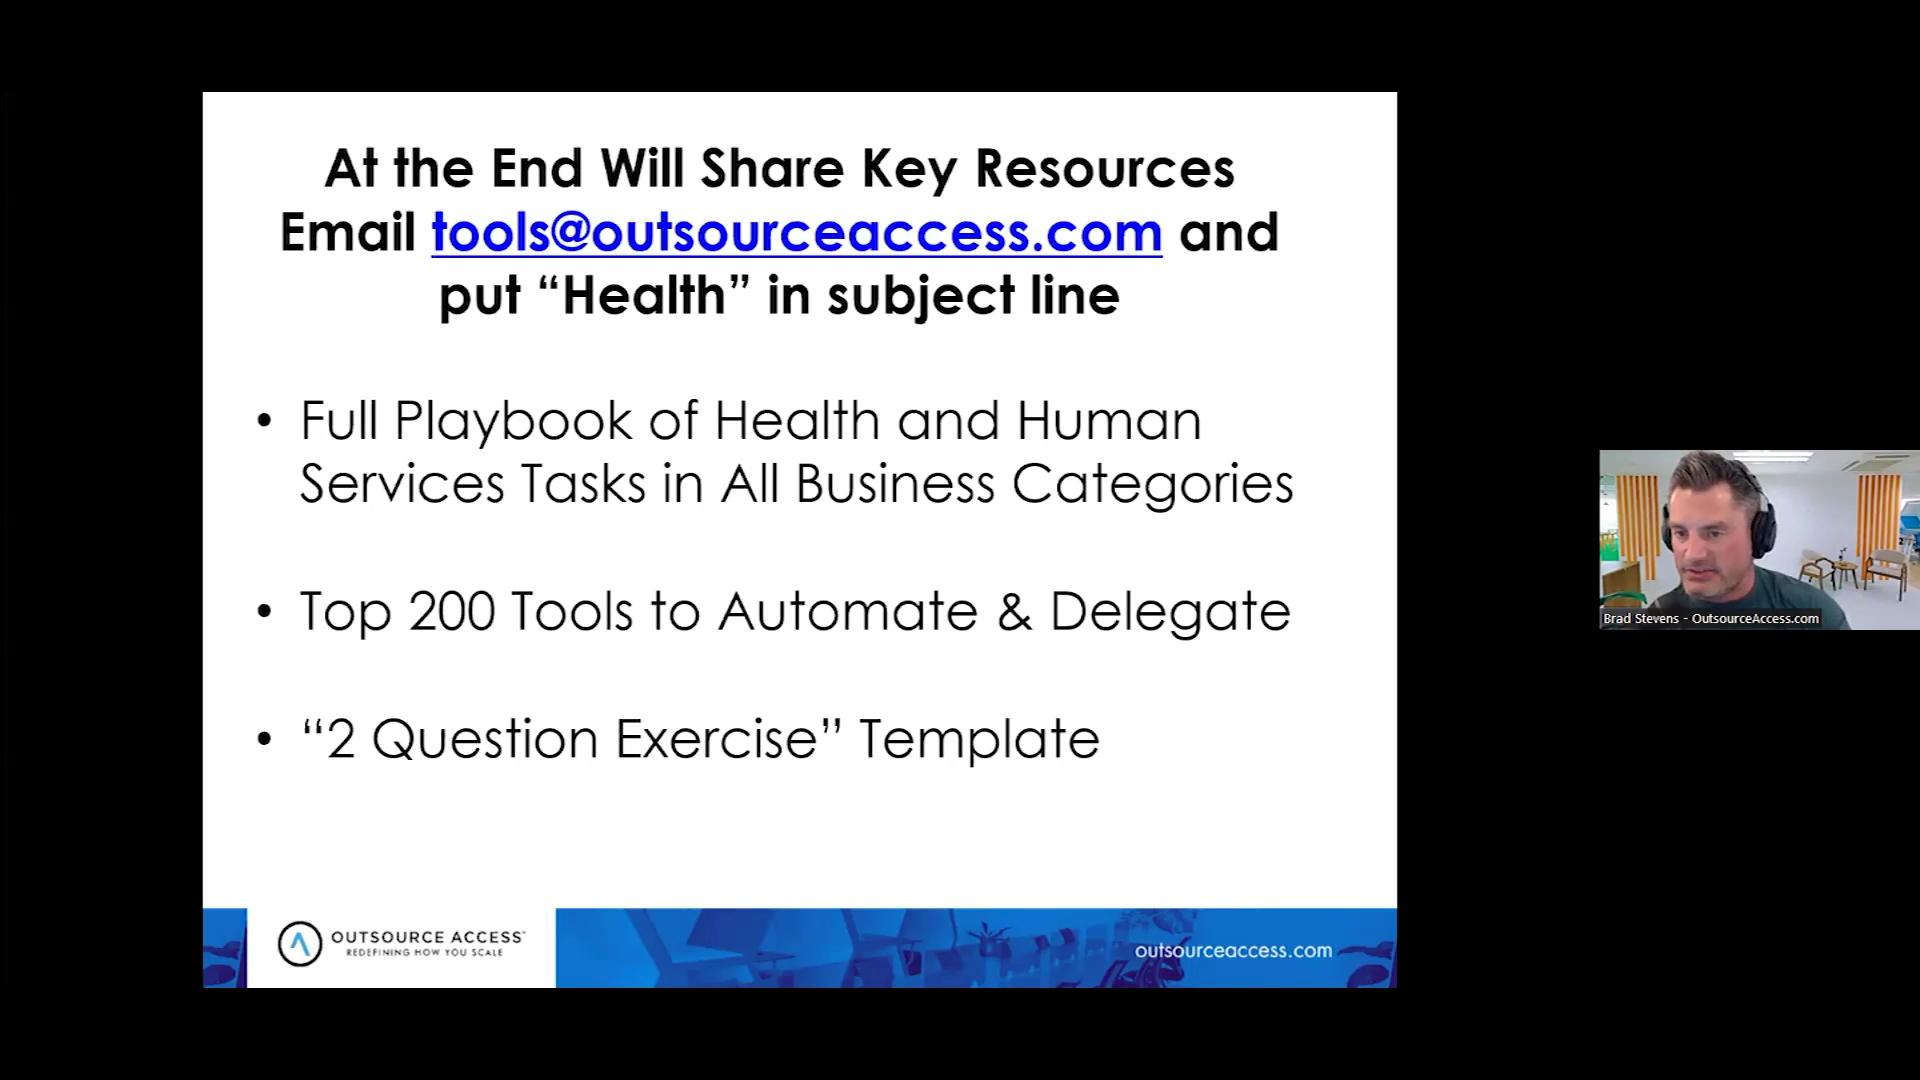 At the End Will Share Key Resources
Email tools@outsourceaccess.com and
put “Health” in subject line
• Full Playbook of Health and Human
Services Tasks in All Business Categories
• Top 200 Tools to Automate & Delegate
• “2 Question Exercise” Template
OUTSOURCE ACCESS™
REDEFINING HOW YOU SCALE
outsourceaccess.com
Brad Stevens - OutsourceAccess.com